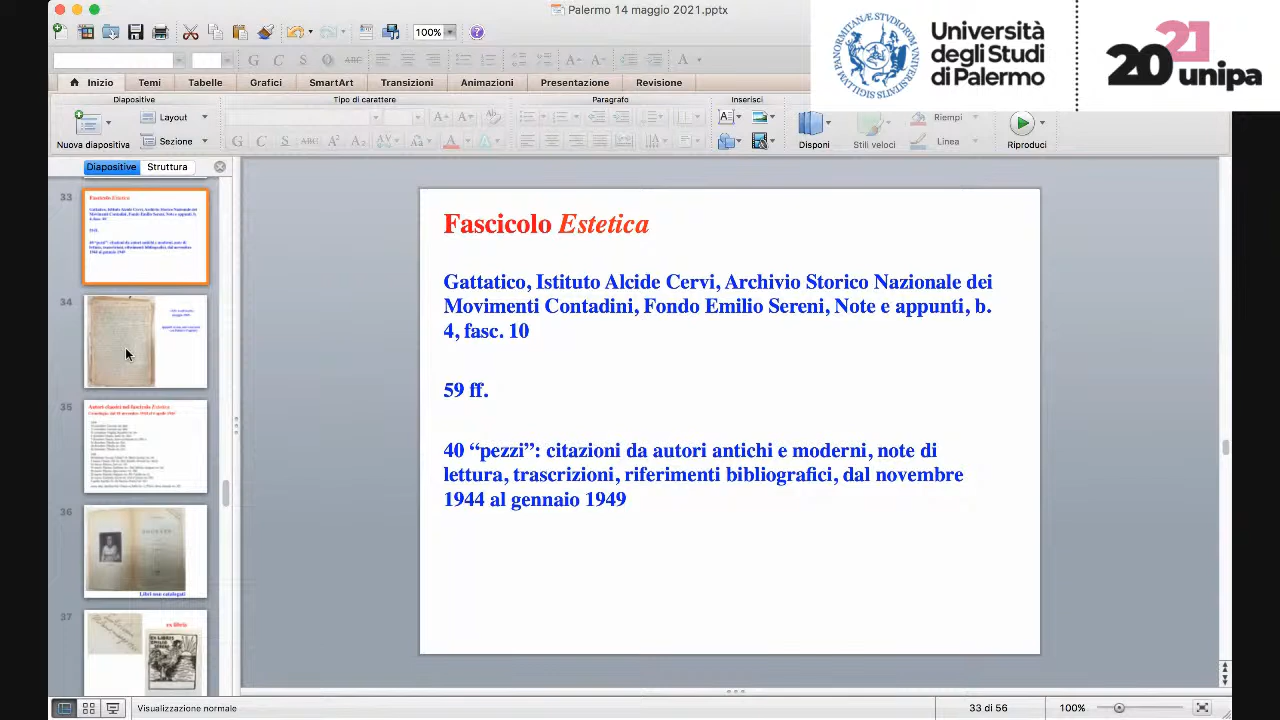 Palermo 14 maggio 2021.pptx
100%
Università
degli Studi
di Palermo
2021 unipa
Inizio
Temi
Tabelle
Grafici
SmartArt
Transizioni
Animazioni
Presentazione
Revisione
Diapositive
Tipo di carattere
Paragrafo
Inserisci
Nuova diapositiva
Layout
Sezione
Disponi
Stili veloci
Riempi
Linea
Riproduci
Diapositive
Struttura
33
34
35
Autori classici nel fascicolo Estetica
36
Libri non catalogati
37
ex libris
Fascicolo Estetica
Gattatico, Istituto Alcide Cervi, Archivio Storico Nazionale dei
Movimenti Contadini, Fondo Emilio Sereni, Note e appunti, b.
4, fasc. 10
59 ff.
40 “pezzi”: citazioni da autori antichi e moderni, note di
lettura, trascrizioni, riferimenti bibliografici, dal novembre
1944 al gennaio 1949
Visualizzazione normale
33 di 56
100%